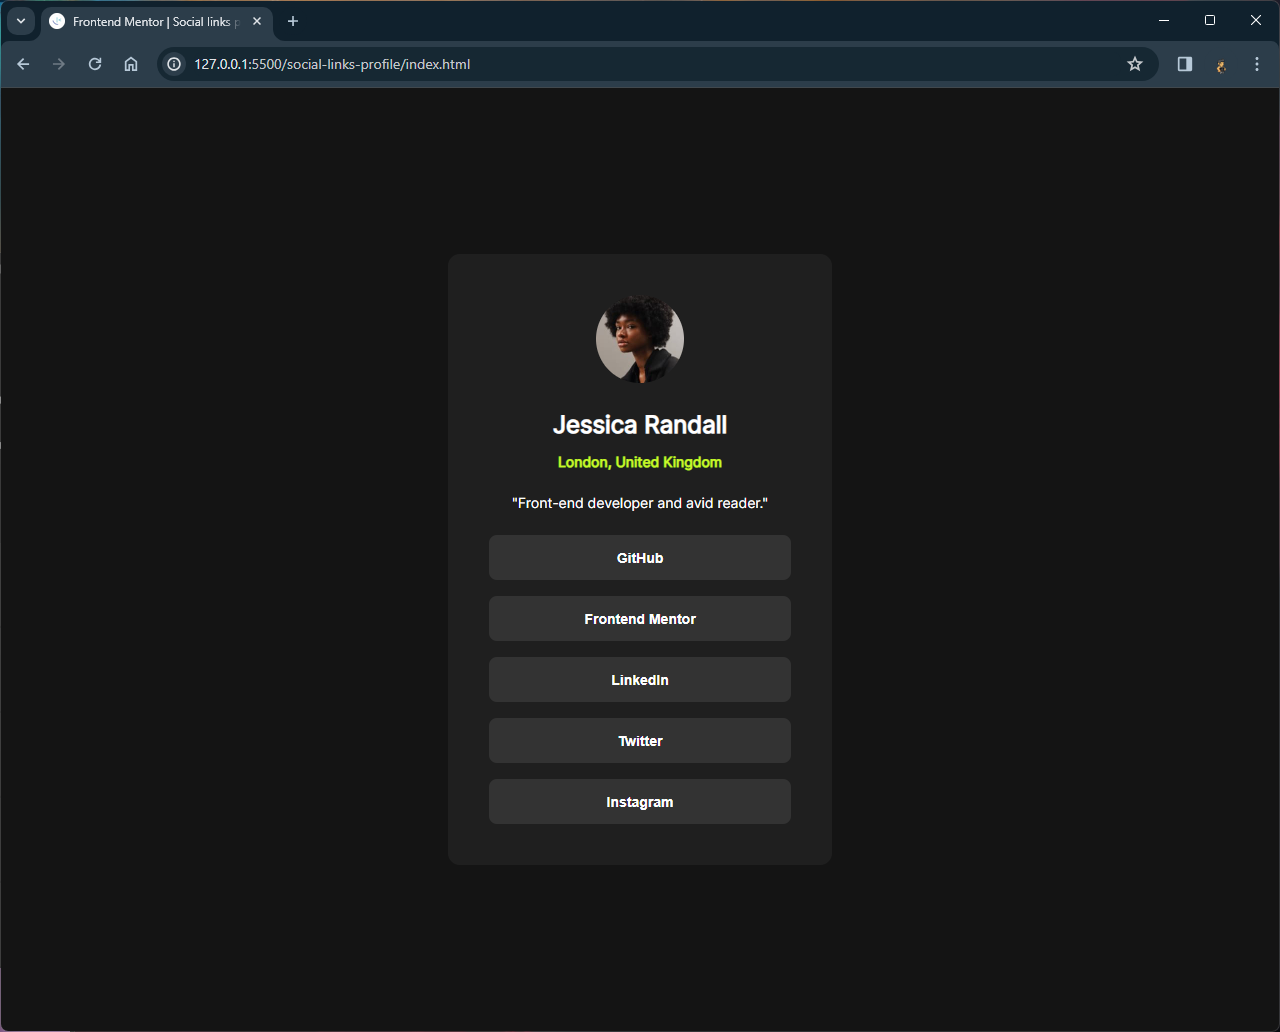 Frontend Mentor | Social links p
127.0.0.1:5500/social-links-profile/index.html
Jessica Randall
London, United Kingdom
"Front-end developer and avid reader."
GitHub
Frontend Mentor
LinkedIn
Twitter
Instagram